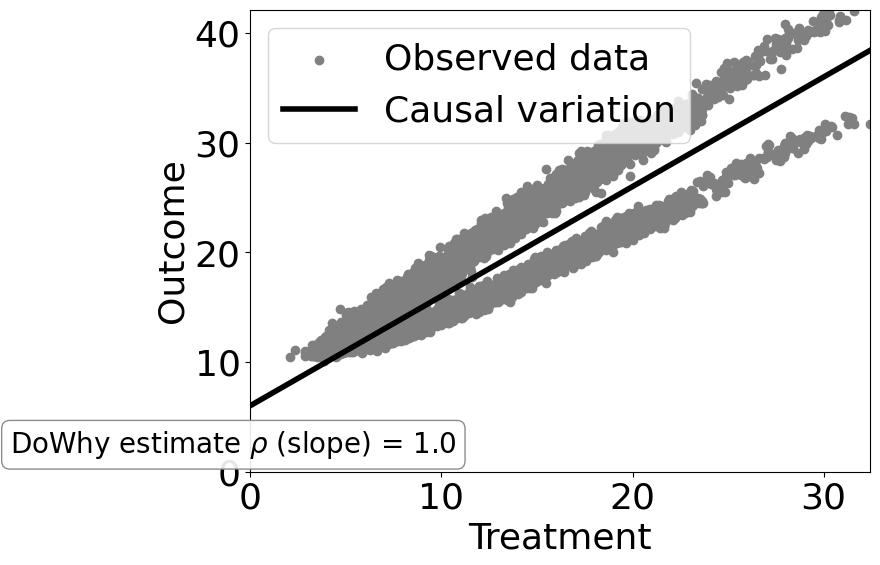 40
Observed data
Causal variation
30
20
10
0
Outcome
DoWhy estimate ρ (slope) = 1.0
0 10 20 30
Treatment